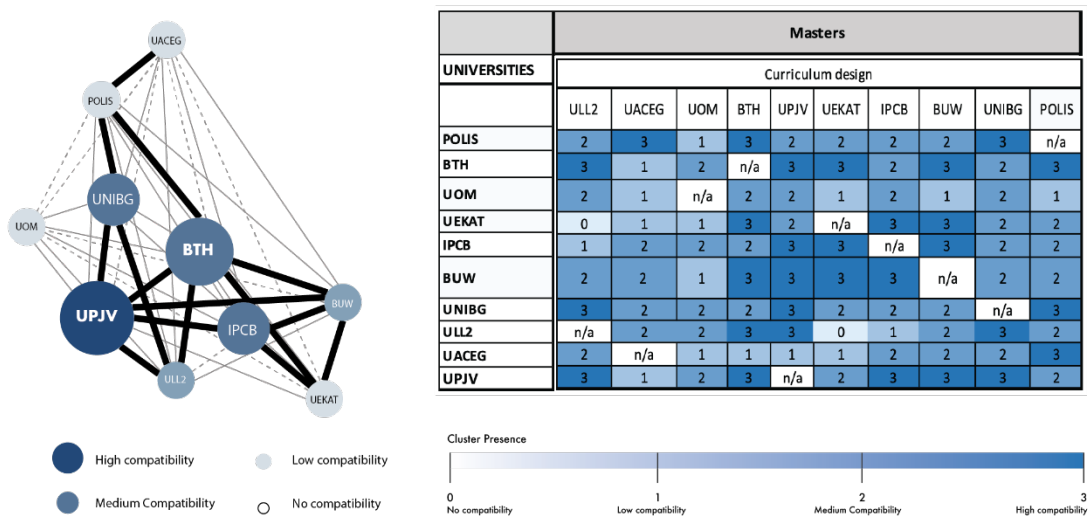 UACEG
POLIS
UNIBG
UOM
BTH
UPJV
BUW
IPCB
ULL2
UEKAT
High compatibility
Low compatibility
Medium Compatibility
No compatibility
Masters
UNIVERSITIES
Curriculum design
ULL2 UACEG UOM BTH UPJV UEKAT IPCB BUW UNIBG POLIS
POLIS 2 3 1 3 2 2 2 2 3 n/a
BTH 3 1 2 n/a 3 3 2 2 2 3
UOM 2 1 n/a 2 2 1 2 1 2 1
UEKAT 0 1 1 3 2 n/a 3 3 2 2
IPCB 1 2 2 2 3 3 n/a 3 2 2
BUW 2 2 1 3 3 3 3 n/a 2 2
UNIBG 3 2 2 2 3 2 2 2 n/a 3
ULL2 n/a 2 2 3 3 0 1 2 3 2
UACEG 2 n/a 1 1 1 1 2 2 2 3
UPJV 3 1 2 3 n/a 2 3 3 3 2
Cluster Presence
0 1 2 3
No compatibility Low compatibility Medium Compatibility High compatibility